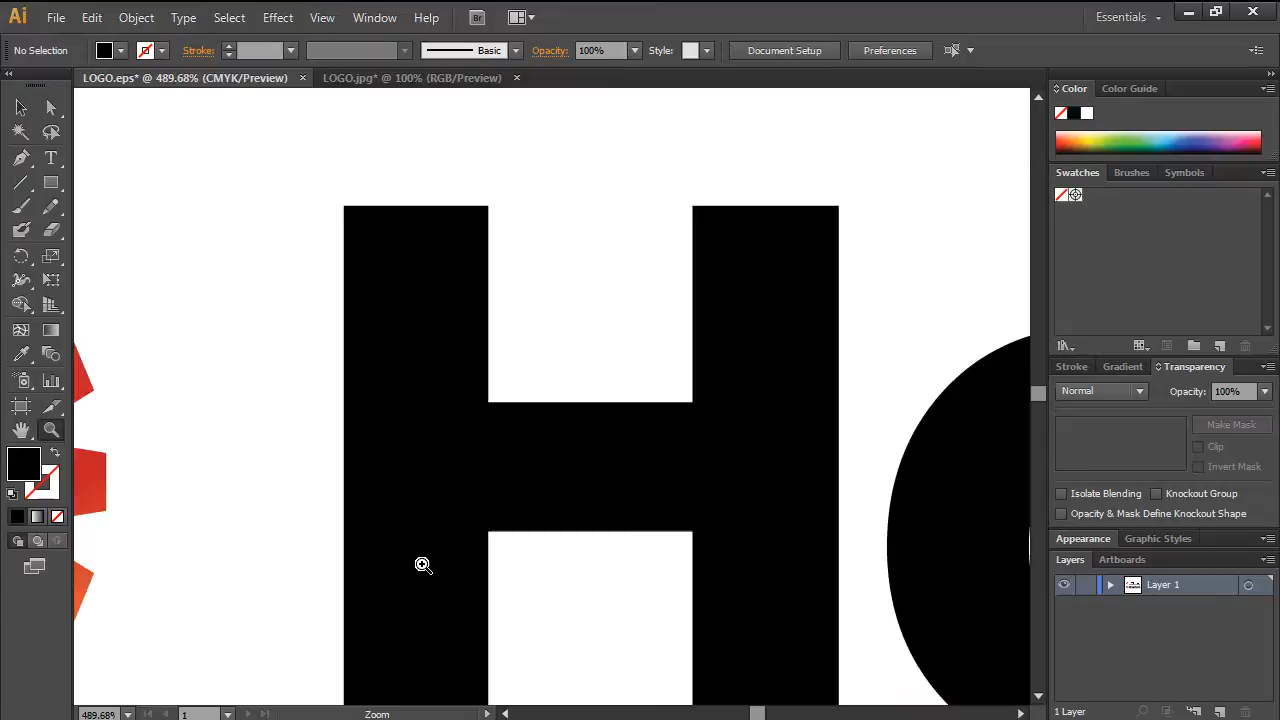 Ai File Edit Object Type Select Effect View Window Help Br Essentials
No Selection Stroke: Basic Opacity: 100% Style: Document Setup Preferences
LOGO.eps* @ 489.68% (CMYK/Preview) × LOGO.jpg* @ 100% (RGB/Preview) ×
Color Color Guide
Swatches Brushes Symbols
Stroke Gradient Transparency
Normal Opacity: 100%
Make Mask
Clip
Invert Mask
Isolate Blending Knockout Group
Opacity & Mask Define Knockout Shape
Appearance Graphic Styles
Layers Artboards
Layer 1
H
489.68% 1 Zoom 1 Layer